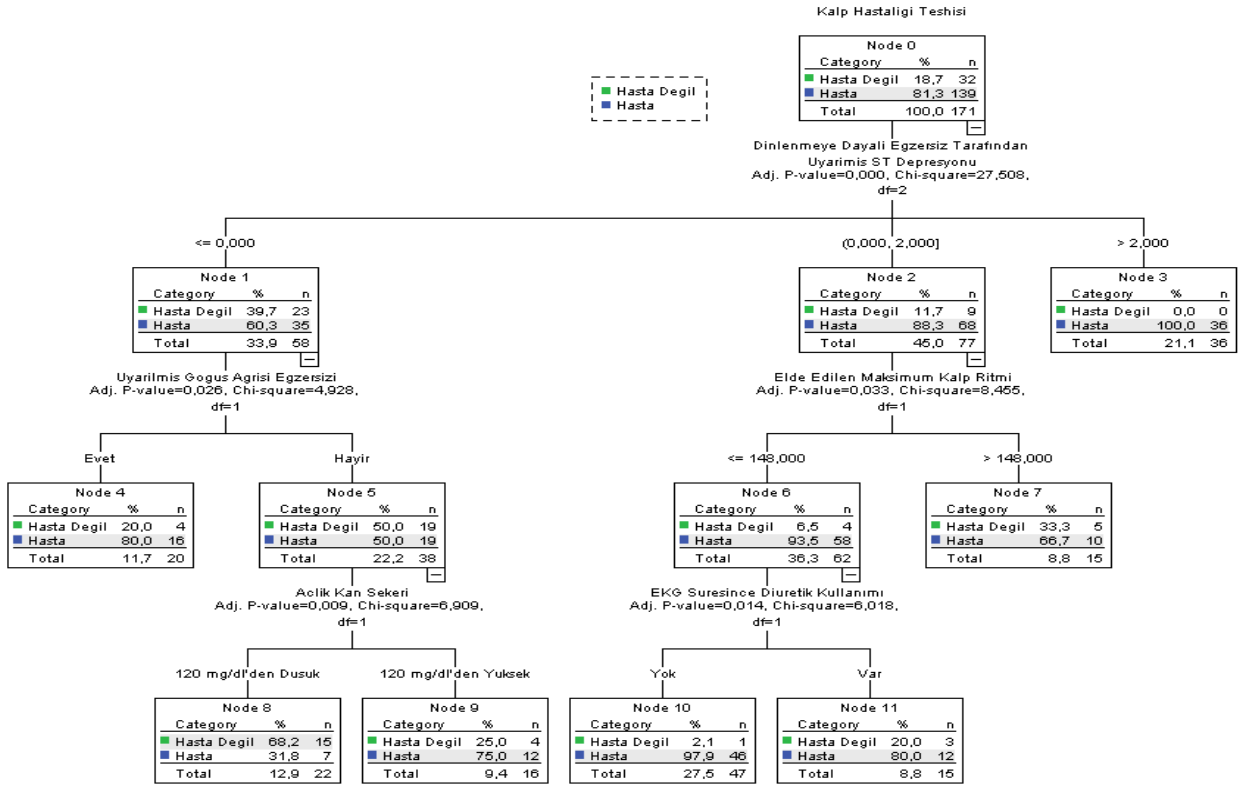 Kalp Hastaligi Teshisi
Node 0
Category % n
Hasta Degil 18,7 32
Hasta 81,3 139
Total 100,0 171
Hasta Degil
Hasta
Dinlenmeye Dayali Egzersiz Tarafından
Uyarimis ST Depresyonu
Adj. P-value=0,000, Chi-square=27,508,
df=2
<= 0,000
(0,000, 2,000]
> 2,000
Node 1
Category % n
Hasta Degil 39,7 23
Hasta 60,3 35
Total 33,9 58
Node 2
Category % n
Hasta Degil 11,7 9
Hasta 88,3 68
Total 45,0 77
Node 3
Category % n
Hasta Degil 0,0 0
Hasta 100,0 36
Total 21,1 36
Uyarilmis Gogus Agrisi Egzersizi
Adj. P-value=0,026, Chi-square=4,928,
df=1
Elde Edilen Maksimum Kalp Ritmi
Adj. P-value=0,033, Chi-square=8,455,
df=1
Evet
Hayir
<= 148,000
> 148,000
Node 4
Category % n
Hasta Degil 20,0 4
Hasta 80,0 16
Total 11,7 20
Node 5
Category % n
Hasta Degil 50,0 19
Hasta 50,0 19
Total 22,2 38
Node 6
Category % n
Hasta Degil 6,5 4
Hasta 93,5 58
Total 36,3 62
Node 7
Category % n
Hasta Degil 33,3 5
Hasta 66,7 10
Total 8,8 15
Aclik Kan Sekeri
Adj. P-value=0,009, Chi-square=6,909,
df=1
EKG Suresince Diuretik Kullanımı
Adj. P-value=0,014, Chi-square=6,018,
df=1
120 mg/dl'den Dusuk
120 mg/dl'den Yuksek
Yok
Var
Node 8
Category % n
Hasta Degil 68,2 15
Hasta 31,8 7
Total 12,9 22
Node 9
Category % n
Hasta Degil 25,0 4
Hasta 75,0 12
Total 9,4 16
Node 10
Category % n
Hasta Degil 2,1 1
Hasta 97,9 46
Total 27,5 47
Node 11
Category % n
Hasta Degil 20,0 3
Hasta 80,0 12
Total 8,8 15